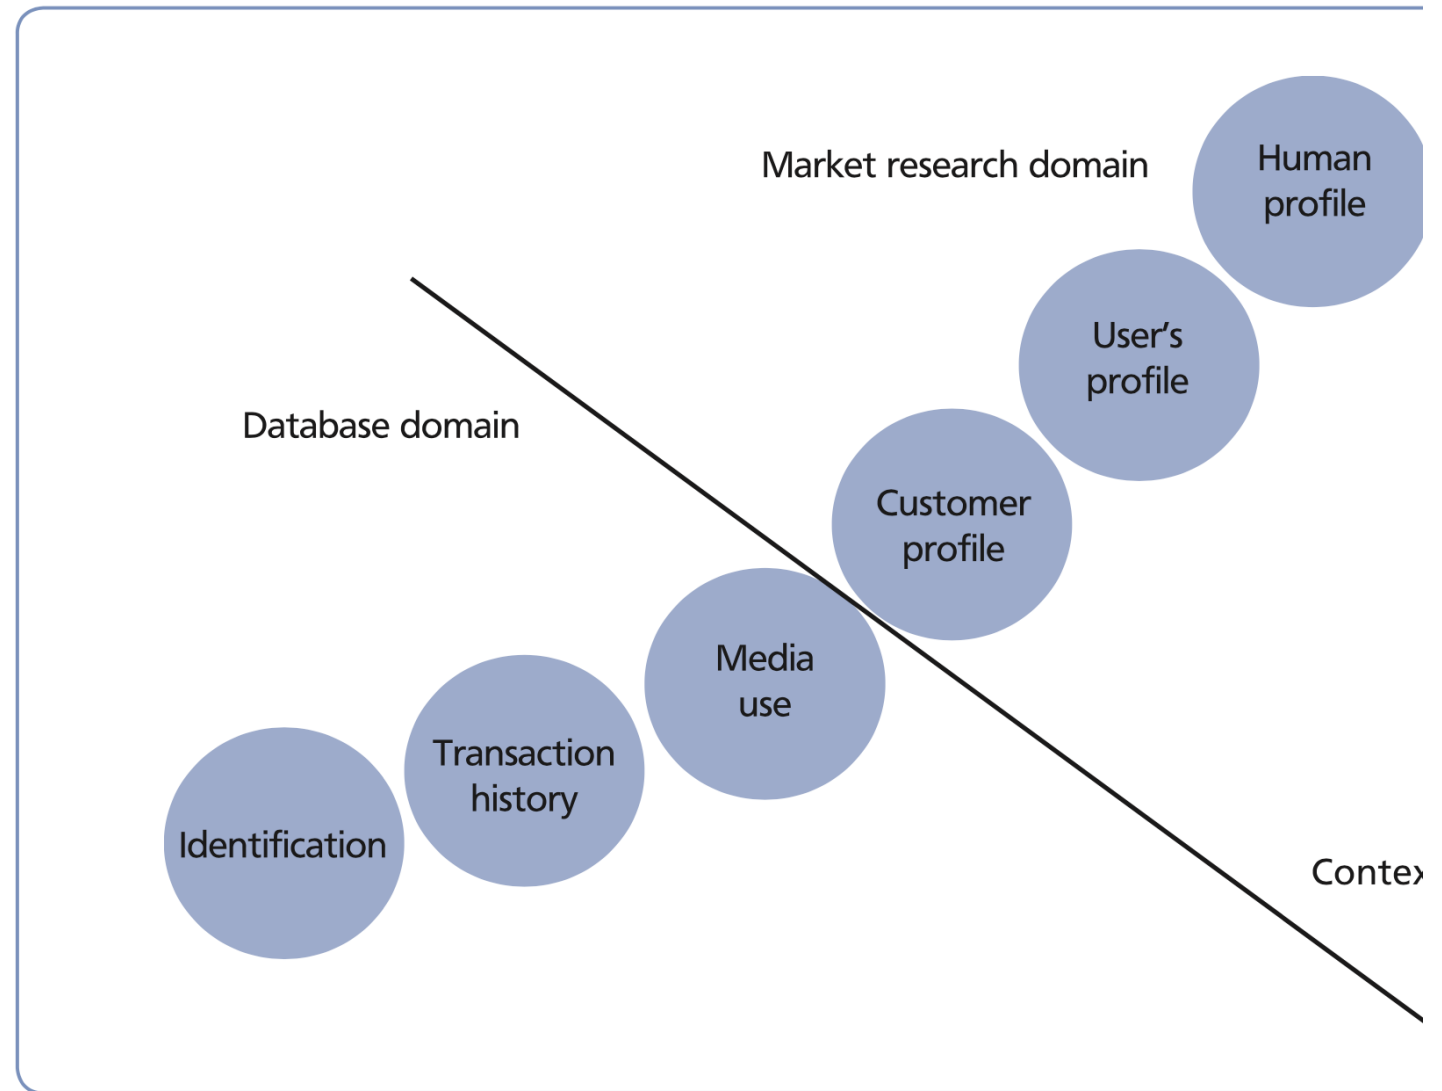 Human
profile
Market research domain
User’s
profile
Database domain
Customer
profile
Media
use
Transaction
history
Identification